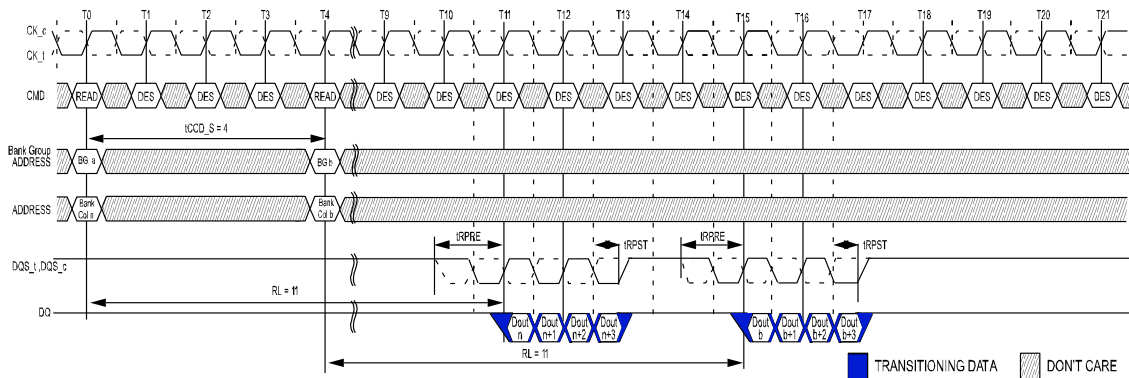 T0 T1 T2 T3 T4 T9 T10 T11 T12 T13 T14 T15 T16 T17 T18 T19 T20 T21
CK_c
CK_t
CMD READ DES DES DES READ DES DES DES DES DES DES DES DES DES DES DES DES DES
tCCD_S = 4
Bank Group
ADDRESS BG a BG b
ADDRESS Bank Col n Bank Col b
tRPRE tRPST tRPRE tRPST
DQS_t ,DQS_c
RL = 11
DQ
Dout n Dout n+1 Dout n+2 Dout n+3 Dout b Dout b+1 Dout b+2 Dout b+3
RL = 11
TRANSITIONING DATA DON'T CARE